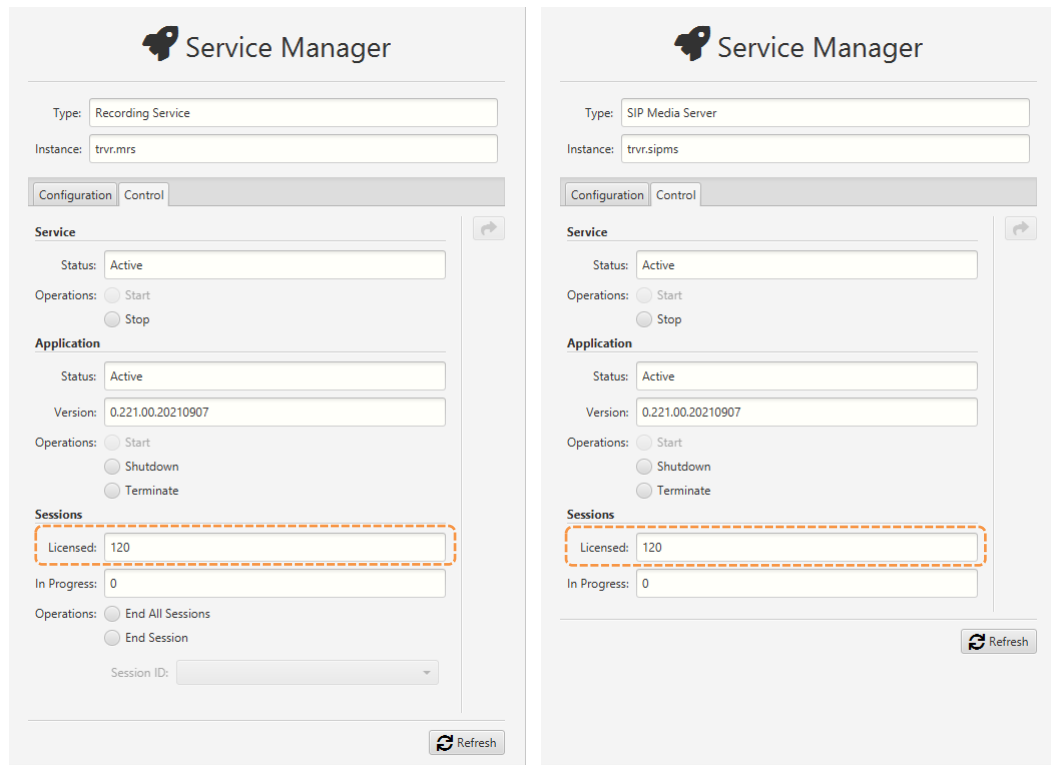 Service Manager
Type: Recording Service
Instance: trvr.mrs
Configuration Control
Service
Status: Active
Operations: Start
Stop
Application
Status: Active
Version: 0.221.00.20210907
Operations: Start
Shutdown
Terminate
Sessions
Licensed: 120
In Progress: 0
Operations: End All Sessions
End Session
Session ID:
Refresh
Service Manager
Type: SIP Media Server
Instance: trvr.sipms
Configuration Control
Service
Status: Active
Operations: Start
Stop
Application
Status: Active
Version: 0.221.00.20210907
Operations: Start
Shutdown
Terminate
Sessions
Licensed: 120
In Progress: 0
Refresh